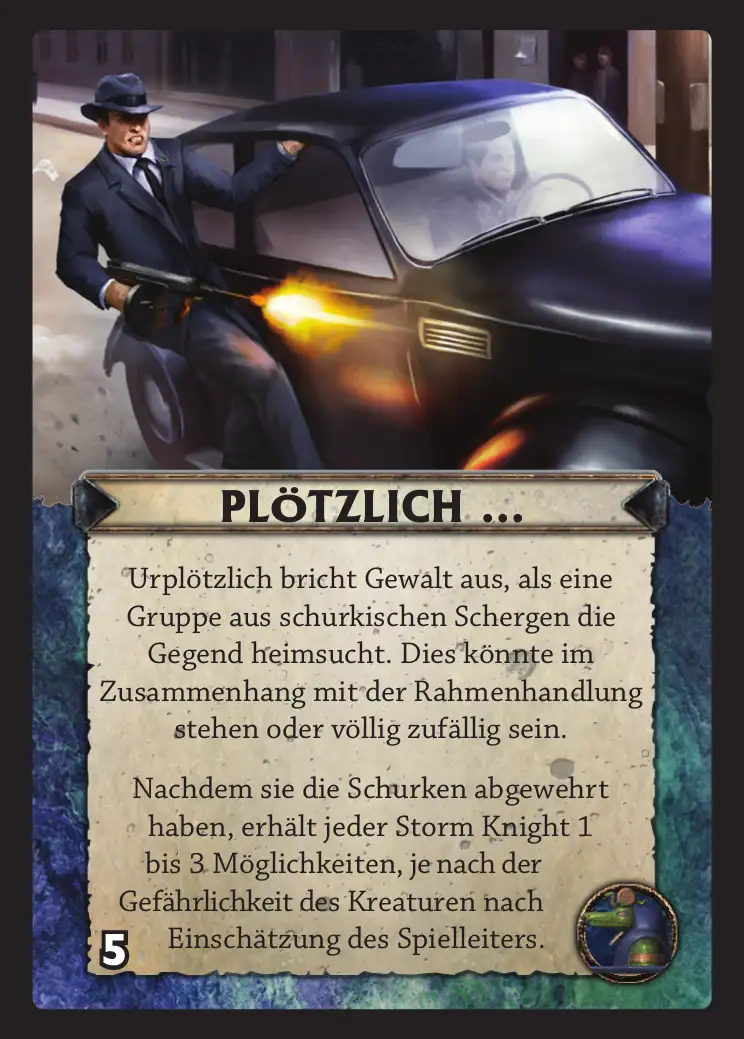 PLÖTZLICH ...
Urplötzlich bricht Gewalt aus, als eine
Gruppe aus schurkischen Schergen die
Gegend heimsucht. Dies könnte im
Zusammenhang mit der Rahmenhandlung
stehen oder völlig zufällig sein.
Nachdem sie die Schurken abgewehrt
haben, erhält jeder Storm Knight 1
bis 3 Möglichkeiten, je nach der
Gefährlichkeit des Kreaturen nach
Einschätzung des Spielleiters.
5